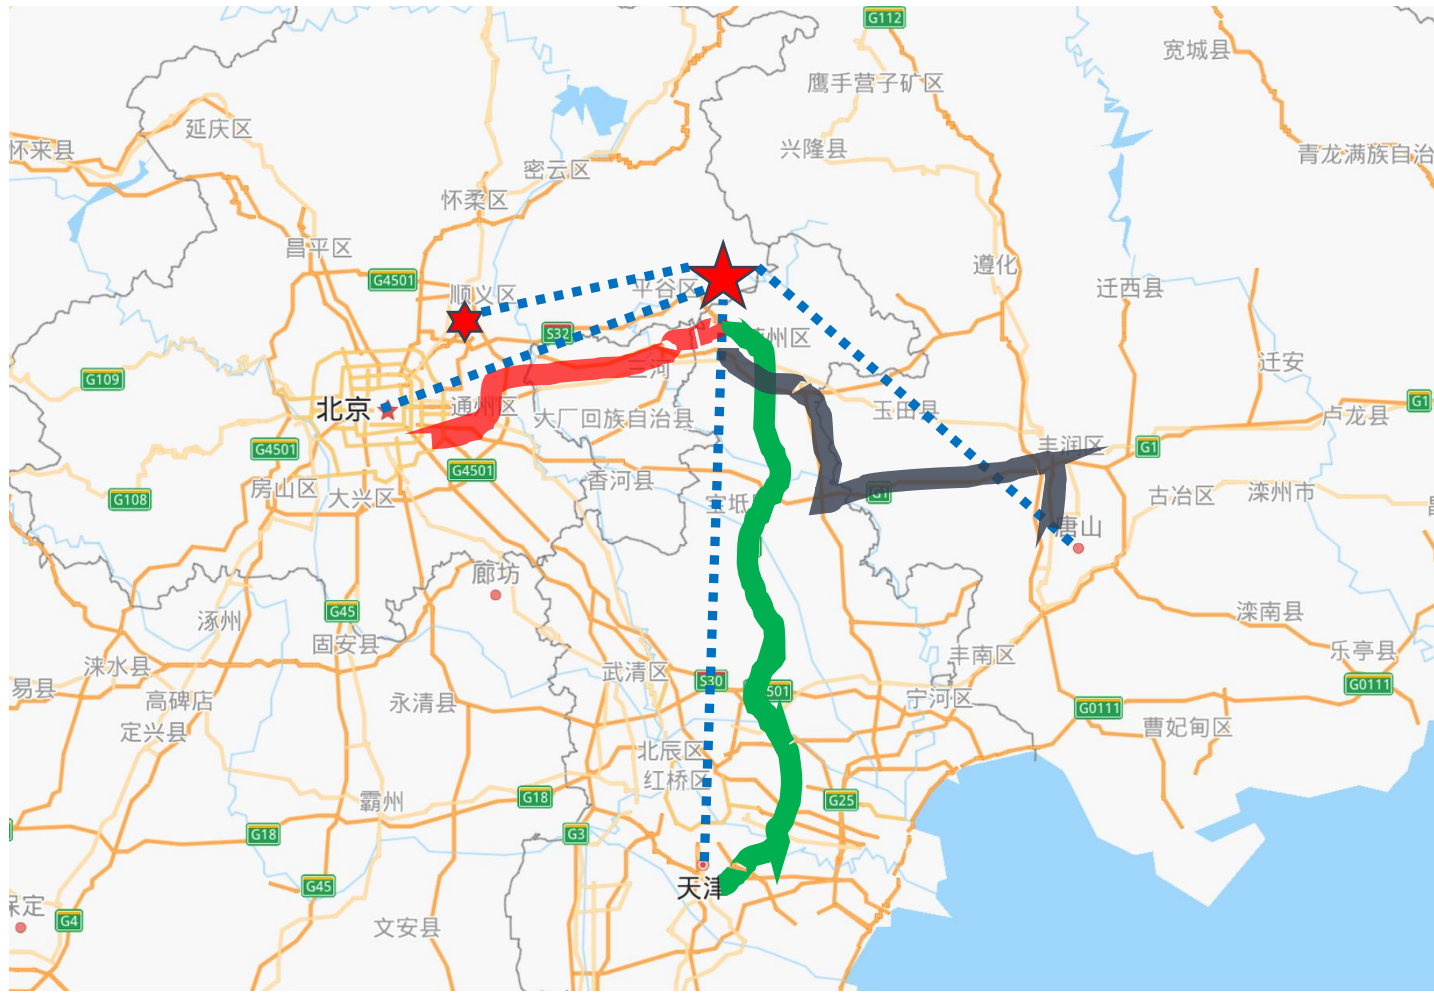 G112
宽城县
鹰手营子矿区
延庆区
怀来县
兴隆县
青龙满族自治
密云区
怀柔区
昌平区
遵化
G4501
顺义区
平谷区
迁西县
S32
州区
三河
迁安
G109
北京
通州区
大厂回族自治县
玉田县
卢龙县
G1
G4501
G4501
丰润区
G1
房山区
大兴区
香河县
G108
宝坻
G1
古冶区
滦州市
唐山
廊坊
涿州
G45
固安县
滦南县
涞水县
武清区
丰南区
乐亭县
易县
高碑店
永清县
S30
501
宁河区
G0111
G0111
定兴县
曹妃甸区
北辰区
红桥区
霸州
G18
G25
G18
G3
G45
天津
保定
G4
文安县